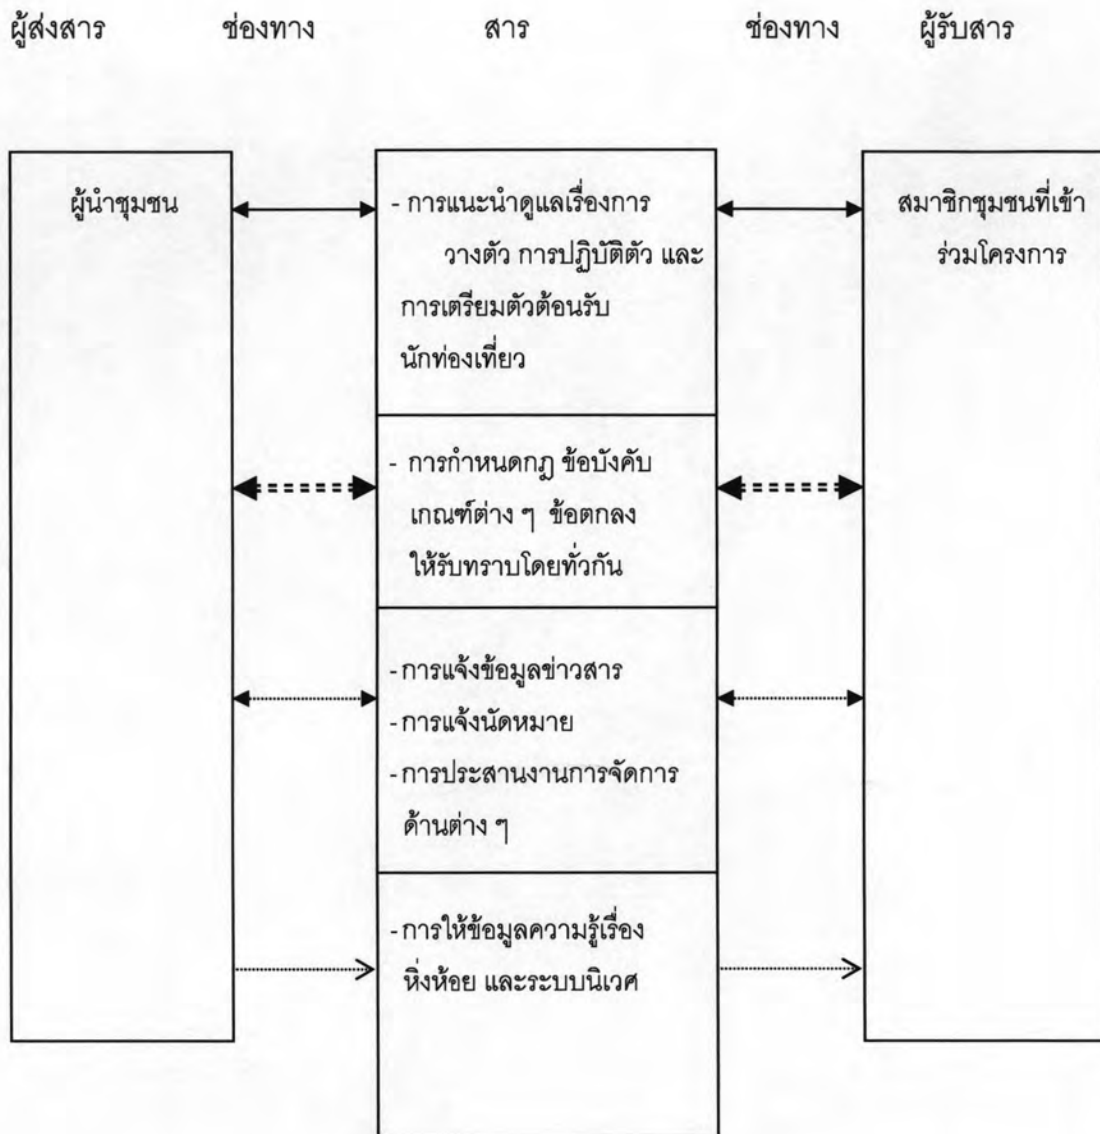 ผู้ส่งสาร ช่องทาง สาร ช่องทาง ผู้รับสาร
ผู้นำชุมชน
- การแนะนำดูแลเรื่องการ
วางตัว การปฏิบัติตัว และ
การเตรียมตัวต้อนรับ
นักท่องเที่ยว
- การกำหนดกฎ ข้อบังคับ
เกณฑ์ต่าง ๆ ข้อตกลง
ให้รับทราบโดยทั่วกัน
-การแจ้งข้อมูลข่าวสาร
-การแจ้งนัดหมาย
-การประสานงานการจัดการ
ด้านต่าง ๆ
-การให้ข้อมูลความรู้เรื่อง
หิ่งห้อย และระบบนิเวศ
สมาชิกชุมชนที่เข้า
ร่วมโครงการ